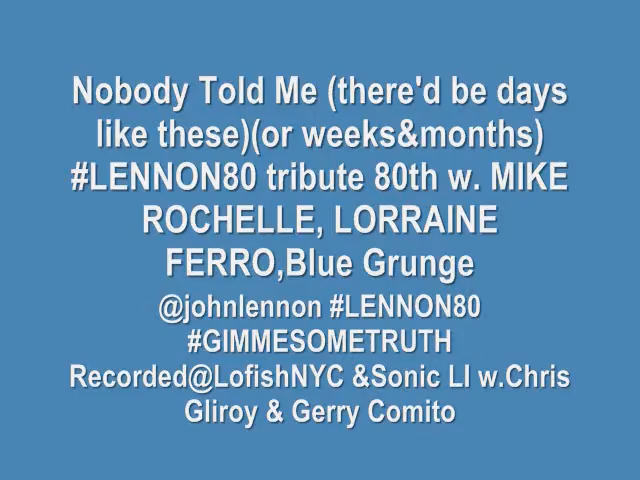 Nobody Told Me (there'd be days
like these)(or weeks&months)
#LENNON80 tribute 80th w. MIKE
ROCHELLE, LORRAINE
FERRO,Blue Grunge
@johnlennon #LENNON80
#GIMMESOMETRUTH
Recorded@LofishNYC &Sonic LI w.Chris
Gliroy & Gerry Comito